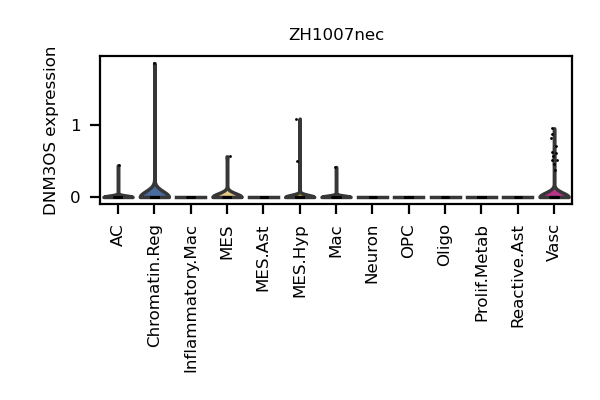 ZH1007nec
DNM3OS expression
1
0
AC
Chromatin.Reg
Inflammatory.Mac
MES
MES.Ast
MES.Hyp
Mac
Neuron
OPC
Oligo
Prolif.Metab
Reactive.Ast
Vasc